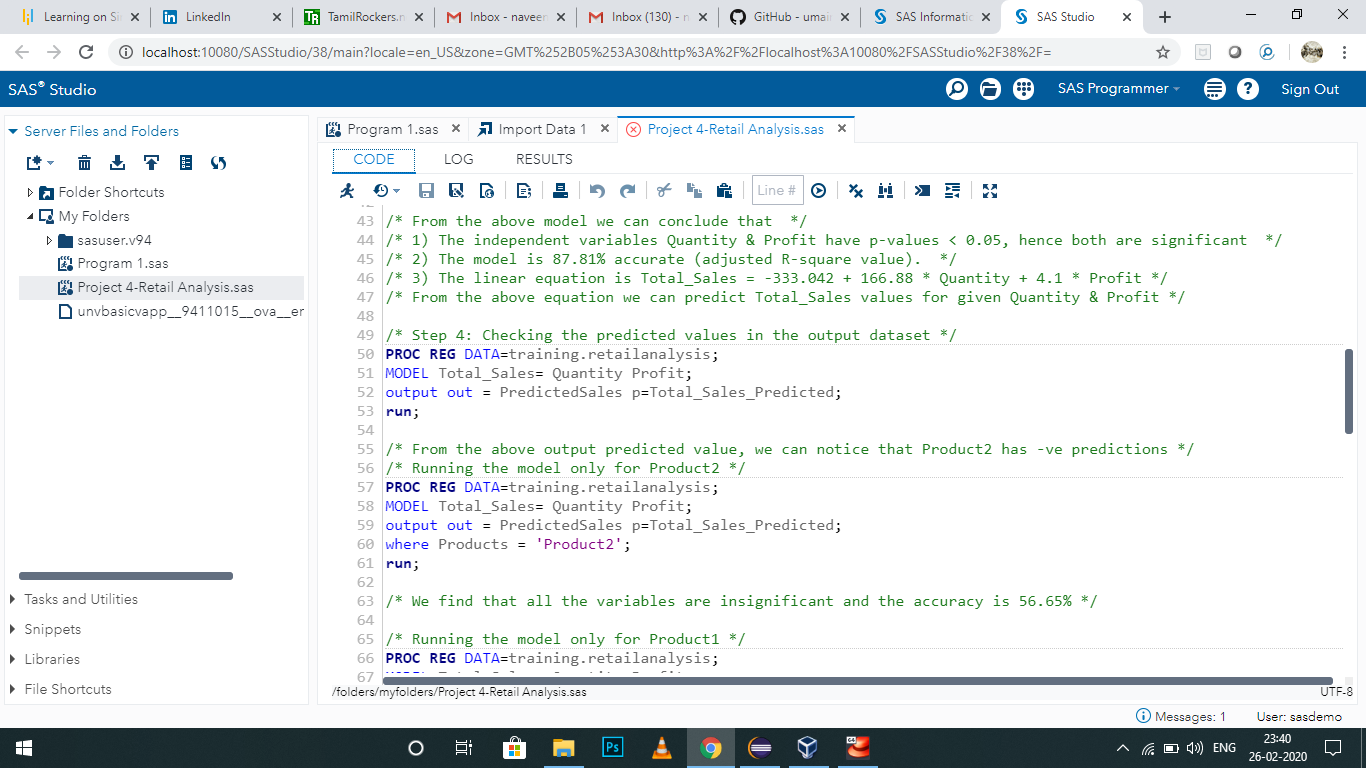 Learning on Si
LinkedIn
TamilRockers.n
Inbox - naveen
Inbox (130) - n
GitHub - umai
SAS Informatic
SAS Studio
localhost:10080/SASStudio/38/main?locale=en_US&zone=GMT%252B05%253A30&http%3A%2F%2Flocalhost%3A10080%2FSASStudio%2F38%2F=
SAS® Studio
SAS Programmer
Sign Out
Server Files and Folders
Folder Shortcuts
My Folders
sasuser.v94
Program 1.sas
Project 4-Retail Analysis.sas
unvbasicvapp__9411015__ova__er
Tasks and Utilities
Snippets
Libraries
File Shortcuts
Program 1.sas
Import Data 1
Project 4-Retail Analysis.sas
CODE LOG RESULTS
Line #
43 /* From the above model we can conclude that  */
44 /* 1) The independent variables Quantity & Profit have p-values < 0.05, hence both are significant  */
45 /* 2) The model is 87.81% accurate (adjusted R-square value).  */
46 /* 3) The linear equation is Total_Sales = -333.042 + 166.88 * Quantity + 4.1 * Profit */
47 /* From the above equation we can predict Total_Sales values for given Quantity & Profit */
48
49 /* Step 4: Checking the predicted values in the output dataset */
50 PROC REG DATA=training.retailanalysis;
51 MODEL Total_Sales= Quantity Profit;
52 output out = PredictedSales p=Total_Sales_Predicted;
53 run;
54
55 /* From the above output predicted value, we can notice that Product2 has -ve predictions */
56 /* Running the model only for Product2 */
57 PROC REG DATA=training.retailanalysis;
58 MODEL Total_Sales= Quantity Profit;
59 output out = PredictedSales p=Total_Sales_Predicted;
60 where Products = 'Product2';
61 run;
62
63 /* We find that all the variables are insignificant and the accuracy is 56.65% */
64
65 /* Running the model only for Product1 */
66 PROC REG DATA=training.retailanalysis;
67
/folders/myfolders/Project 4-Retail Analysis.sas
UTF-8
Messages: 1
User: sasdemo
Ps
64
ENG
23:40
26-02-2020